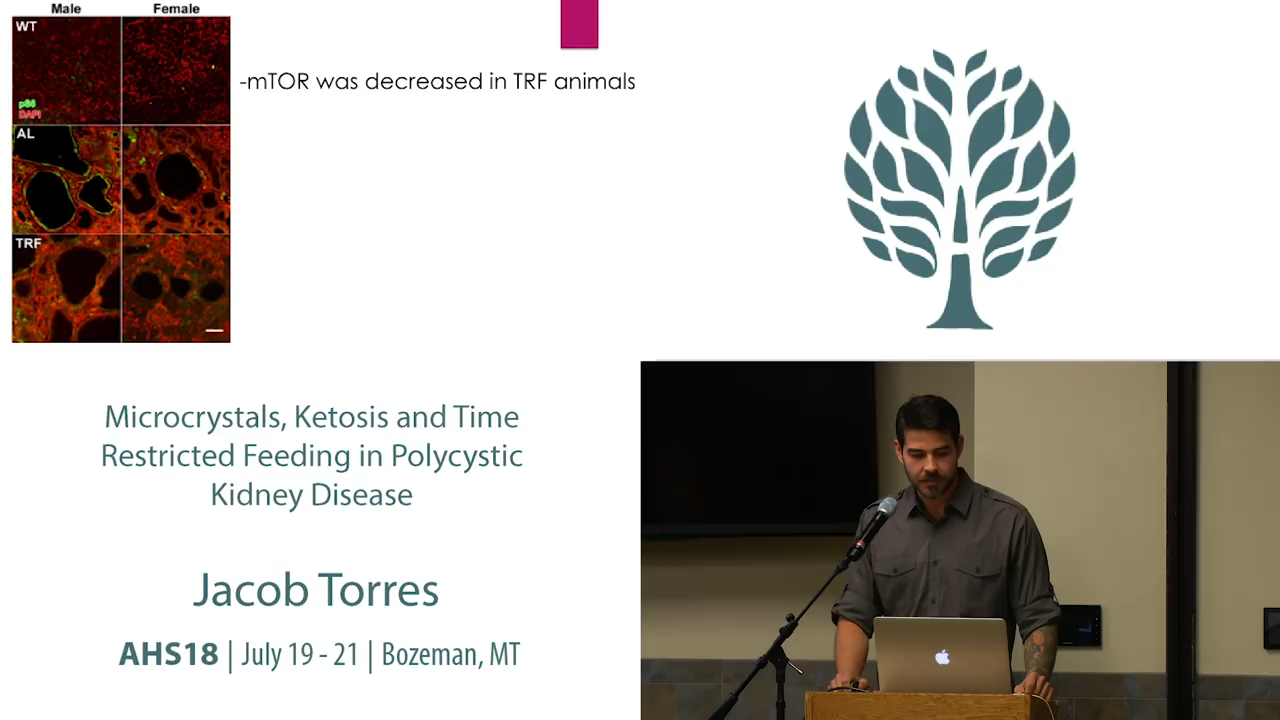 Male Female
WT
pS6
DAPI
AL
TRF
-mTOR was decreased in TRF animals
Microcrystals, Ketosis and Time
Restricted Feeding in Polycystic
Kidney Disease
Jacob Torres
AHS18 | July 19 - 21 | Bozeman, MT